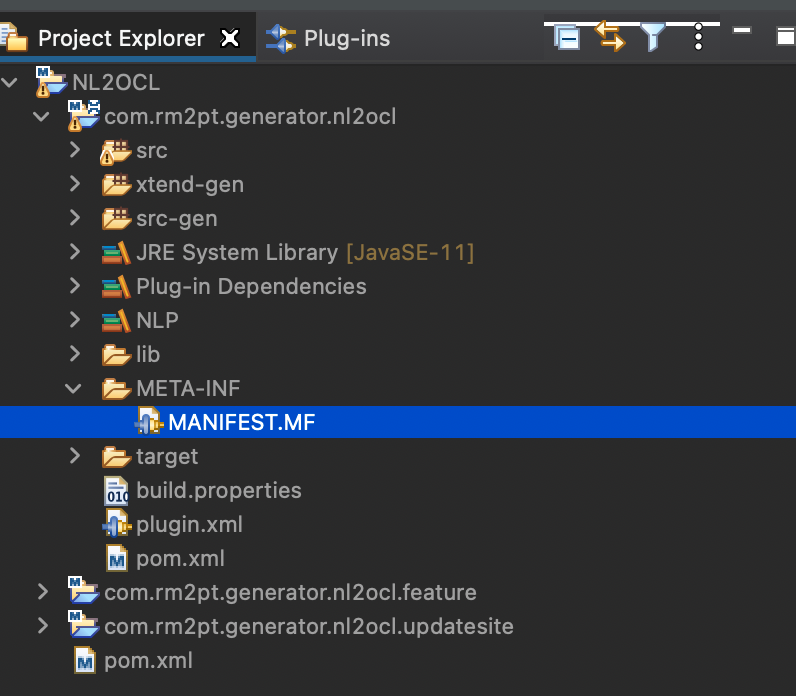 Project Explorer Plug-ins
NL2OCL
com.rm2pt.generator.nl2ocl
src
xtend-gen
src-gen
JRE System Library [JavaSE-11]
Plug-in Dependencies
NLP
lib
META-INF
MANIFEST.MF
target
build.properties
plugin.xml
pom.xml
com.rm2pt.generator.nl2ocl.feature
com.rm2pt.generator.nl2ocl.updatesite
pom.xml